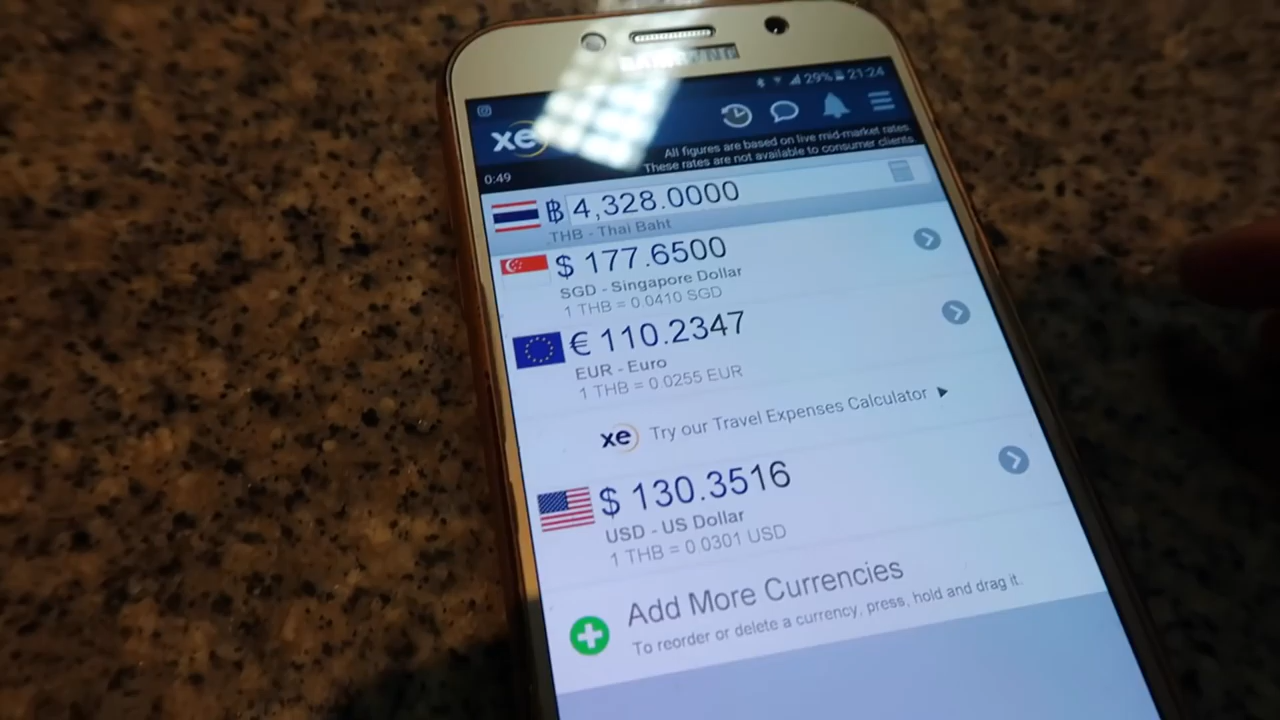 SAMSUNG
29% 21:24
xe
All figures are based on live mid-market rates.
These rates are not available to consumer clients.
0:49
฿ 4,328.0000
THB - Thai Baht
$ 177.6500
SGD - Singapore Dollar
1 THB = 0.0410 SGD
€ 110.2347
EUR - Euro
1 THB = 0.0255 EUR
xe Try our Travel Expenses Calculator
$ 130.3516
USD - US Dollar
1 THB = 0.0301 USD
Add More Currencies
To reorder or delete a currency, press, hold and drag it.